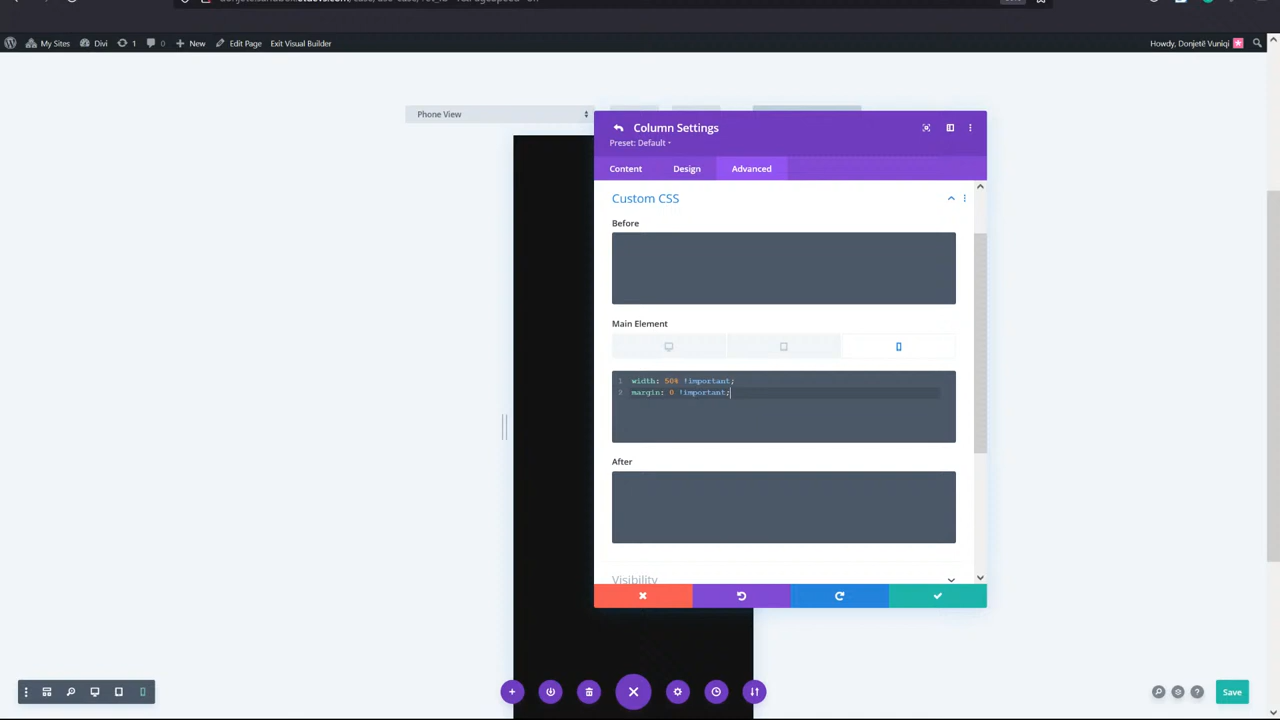 My Sites
Divi
1
0
New
Edit Page
Exit Visual Builder
Howdy, Donjetë Vuniqi
Phone View
Column Settings
Preset: Default
Content
Design
Advanced
Custom CSS
Before
Main Element
1 width: 50% !important;
2 margin: 0 !important;
After
Visibility
Save